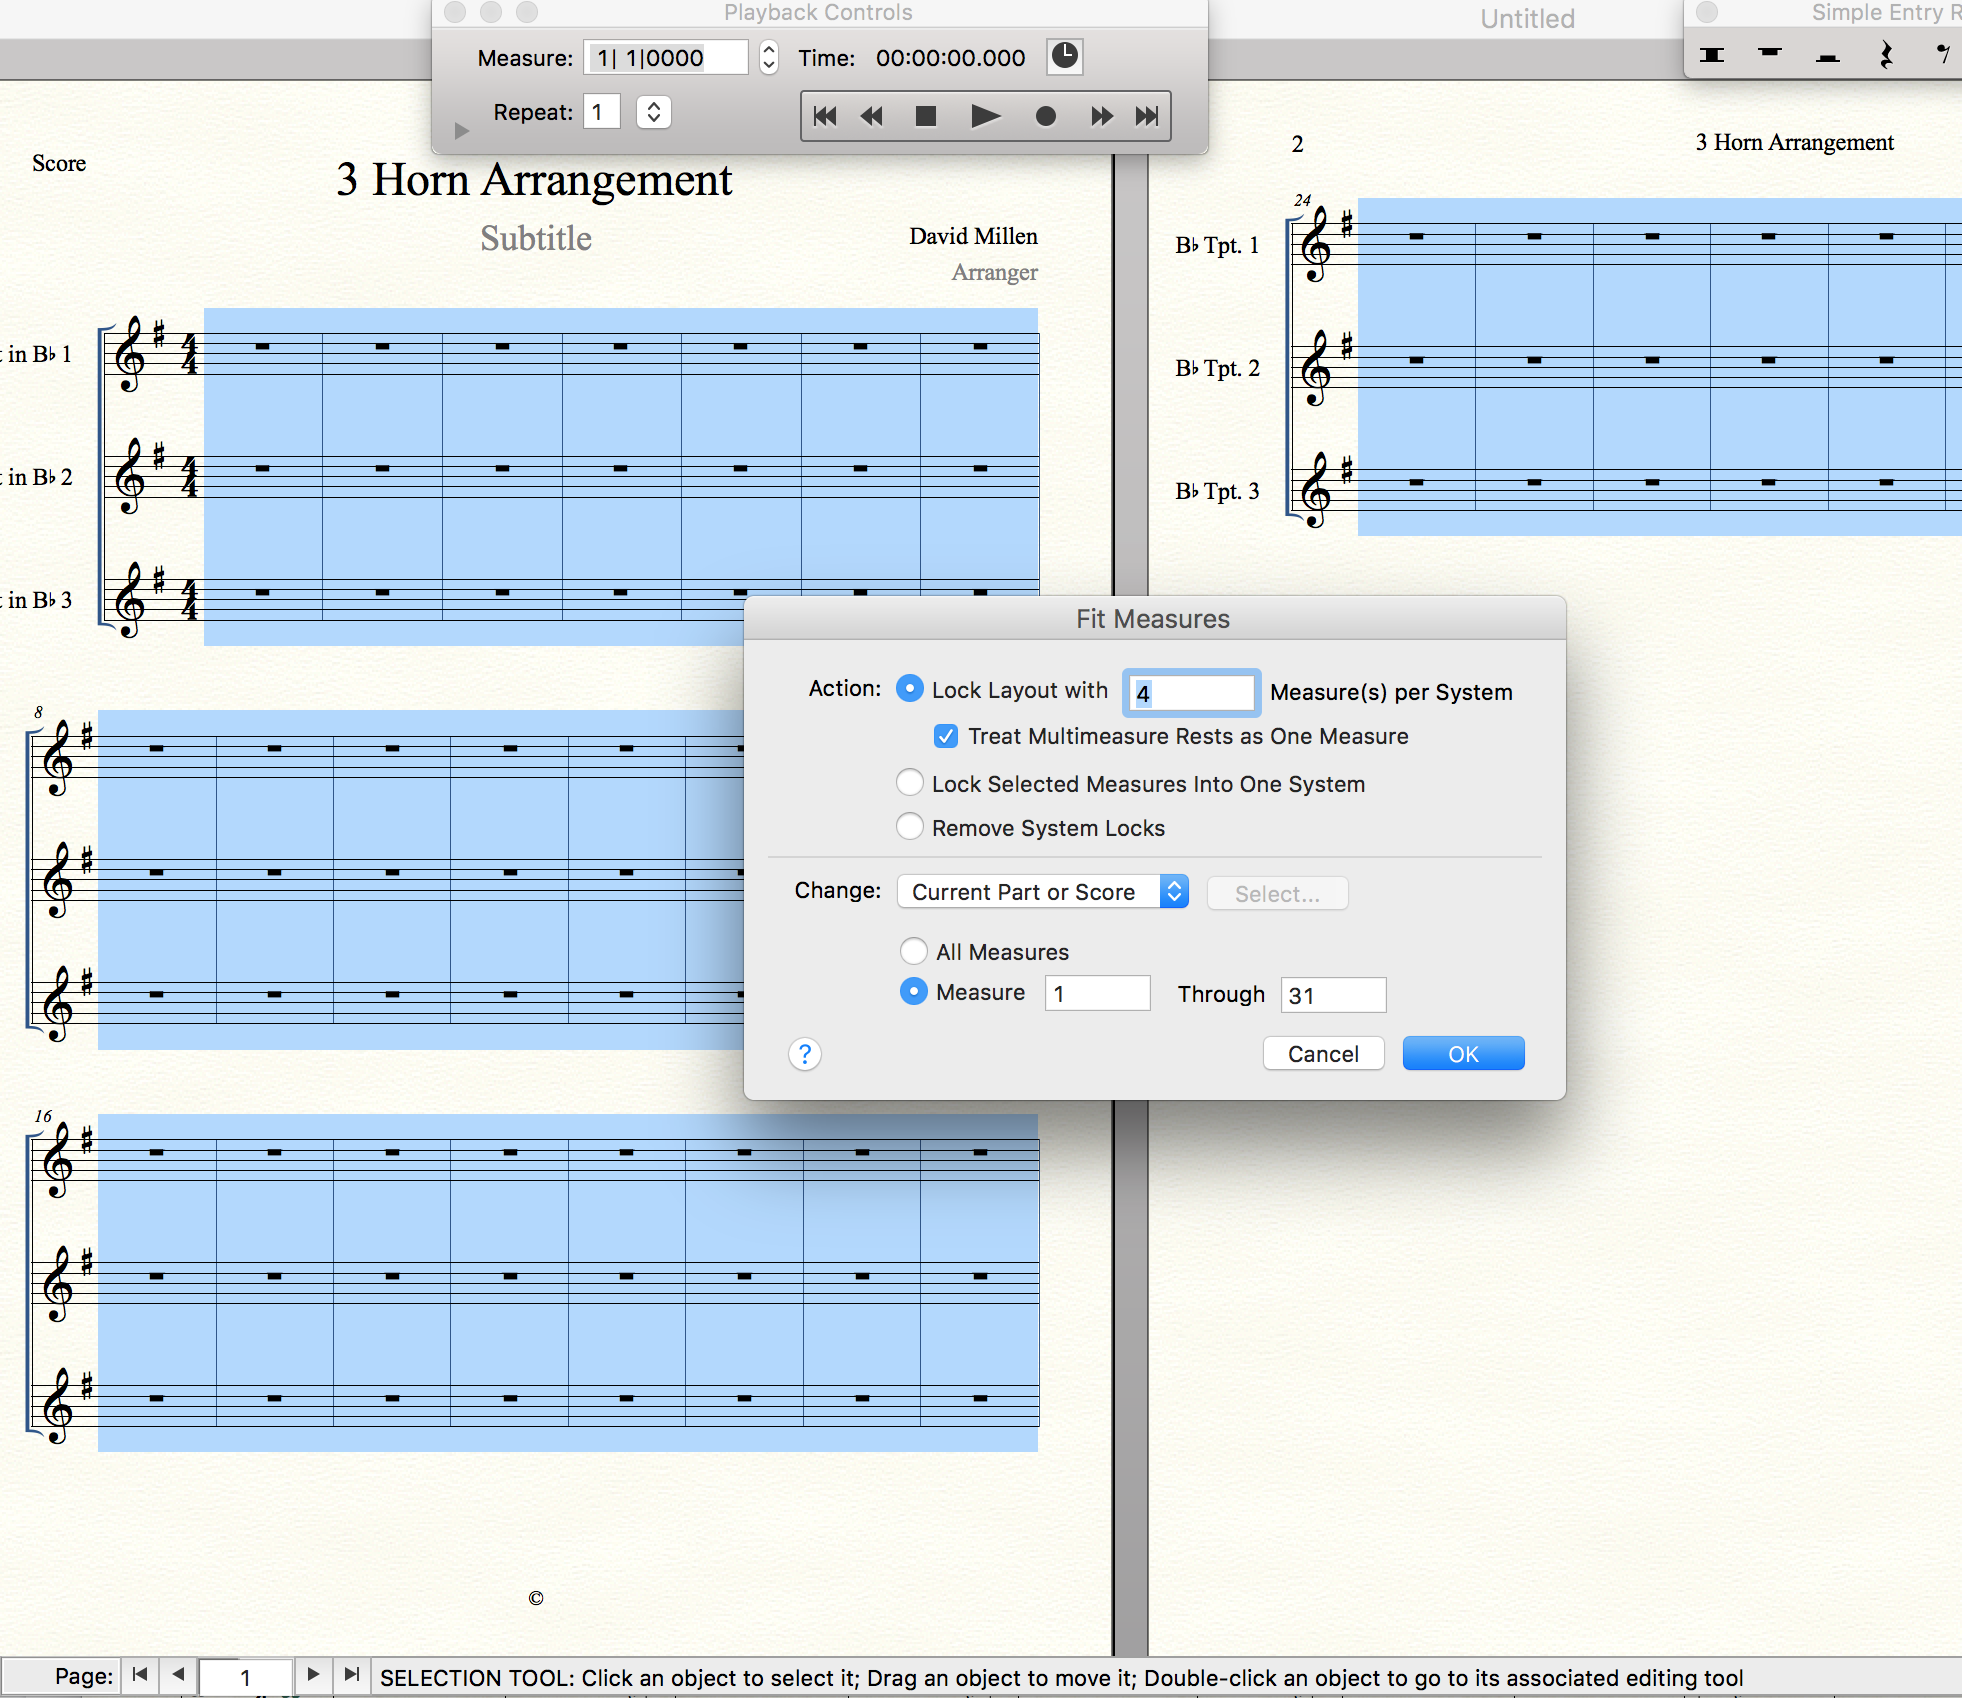 Playback Controls
Untitled
Simple Entry R
Measure: 1| 1|0000 Time: 00:00:00.000
Repeat: 1
Score
3 Horn Arrangement
Subtitle
David Millen
Arranger
in B♭ 1
in B♭ 2
in B♭ 3
8
16
©
2
3 Horn Arrangement
24
B♭ Tpt. 1
B♭ Tpt. 2
B♭ Tpt. 3
Fit Measures
Action: Lock Layout with 4 Measure(s) per System
Treat Multimeasure Rests as One Measure
Lock Selected Measures Into One System
Remove System Locks
Change: Current Part or Score Select...
All Measures
Measure 1 Through 31
? Cancel OK
Page: 1 SELECTION TOOL: Click an object to select it; Drag an object to move it; Double-click an object to go to its associated editing tool